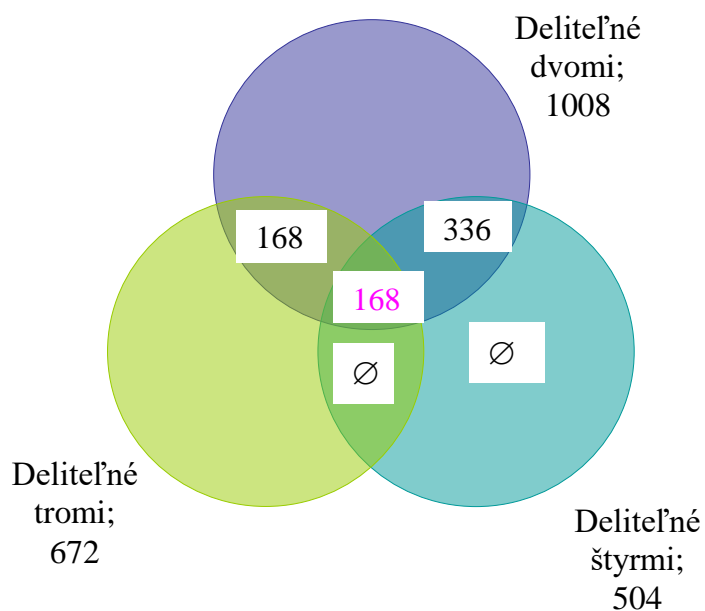 Deliteľné
dvomi;
1008
168
336
168
∅
∅
Deliteľné
tromi;
672
Deliteľné
štyrmi;
504